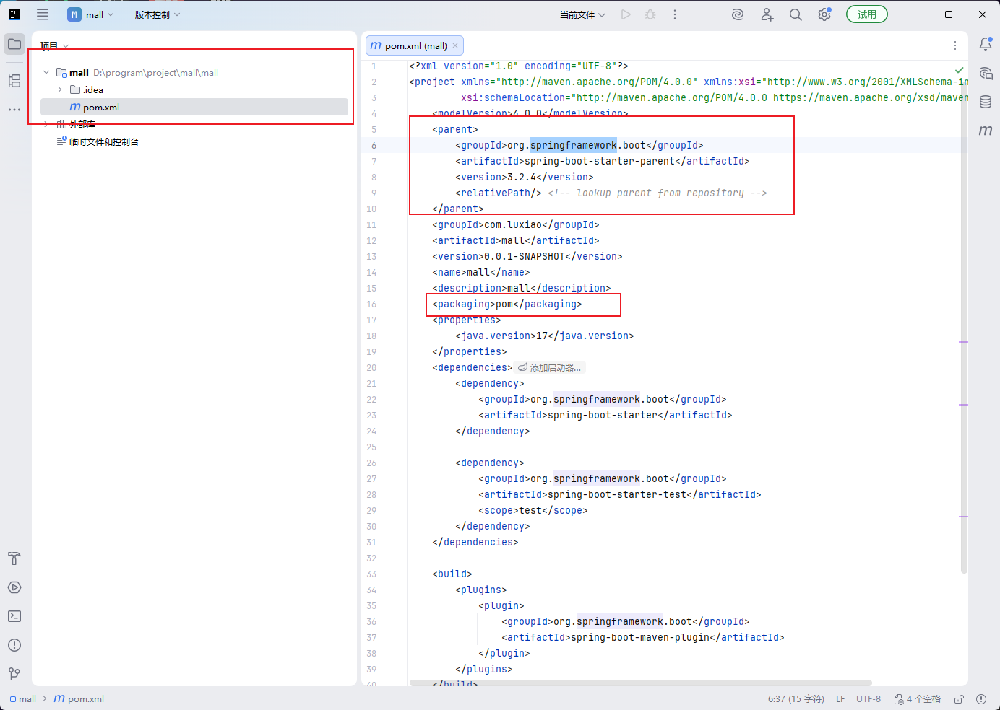 M mall 版本控制 当前文件 试用
项目
mall D:\program\project\mall\mall
.idea
m pom.xml
外部库
临时文件和控制台
m pom.xml (mall)
1 <?xml version="1.0" encoding="UTF-8"?>
2 <project xmlns="http://maven.apache.org/POM/4.0.0" xmlns:xsi="http://www.w3.org/2001/XMLSchema-in
3 xsi:schemaLocation="http://maven.apache.org/POM/4.0.0 https://maven.apache.org/xsd/maven
4 <modelVersion>4.0.0</modelVersion>
5 <parent>
6 <groupId>org.springframework.boot</groupId>
7 <artifactId>spring-boot-starter-parent</artifactId>
8 <version>3.2.4</version>
9 <relativePath/> <!-- lookup parent from repository -->
10 </parent>
11 <groupId>com.luxiao</groupId>
12 <artifactId>mall</artifactId>
13 <version>0.0.1-SNAPSHOT</version>
14 <name>mall</name>
15 <description>mall</description>
16 <packaging>pom</packaging>
17 <properties>
18 <java.version>17</java.version>
19 </properties>
20 <dependencies> 添加启动器...
21 <dependency>
22 <groupId>org.springframework.boot</groupId>
23 <artifactId>spring-boot-starter</artifactId>
24 </dependency>
25
26 <dependency>
27 <groupId>org.springframework.boot</groupId>
28 <artifactId>spring-boot-starter-test</artifactId>
29 <scope>test</scope>
30 </dependency>
31 </dependencies>
32
33 <build>
34 <plugins>
35 <plugin>
36 <groupId>org.springframework.boot</groupId>
37 <artifactId>spring-boot-maven-plugin</artifactId>
38 </plugin>
39 </plugins>
40 </build>
mall m pom.xml 6:37 (15 字符) LF UTF-8 4 个空格